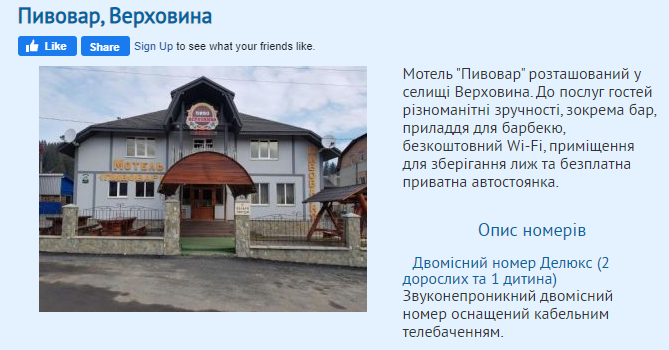 Пивовар, Верховина
Like Share Sign Up to see what your friends like.
Мотель "Пивовар" розташований у
селищі Верховина. До послуг гостей
різноманітні зручності, зокрема бар,
приладдя для барбекю,
безкоштовний Wi-Fi, приміщення
для зберігання лиж та безплатна
приватна автостоянка.
МОТЕЛЬ
Опис номерів
Двомісний номер Делюкс (2
дорослих та 1 дитина)
Звуконепроникний двомісний
номер оснащений кабельним
телебаченням.